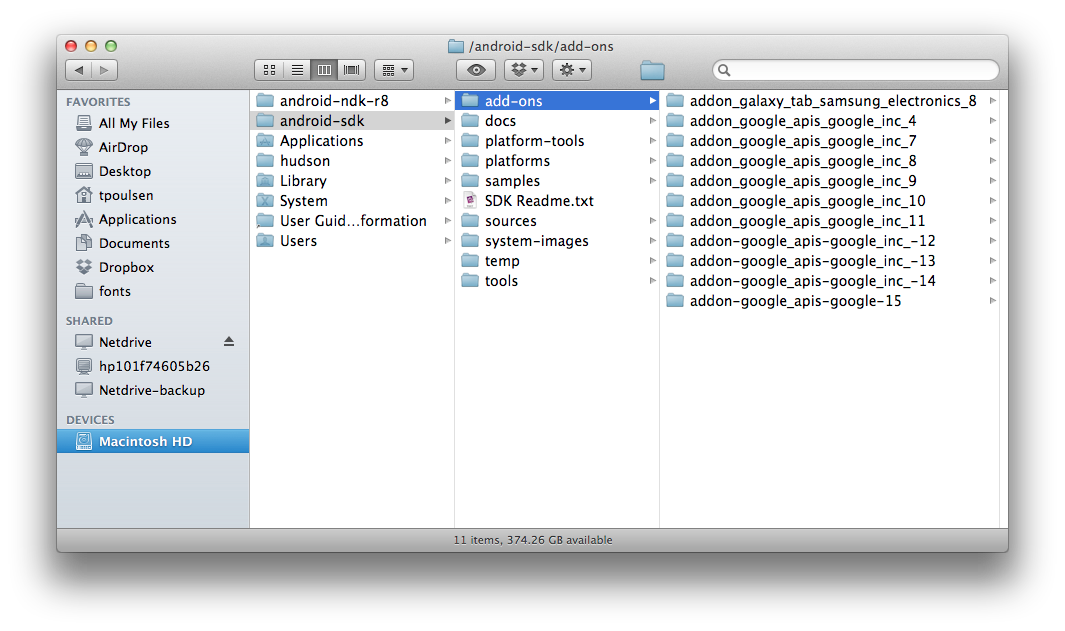 /android-sdk/add-ons
FAVORITES
All My Files
AirDrop
Desktop
tpoulsen
Applications
Documents
Dropbox
fonts
SHARED
Netdrive
hp101f74605b26
Netdrive-backup
DEVICES
Macintosh HD
android-ndk-r8
android-sdk
Applications
hudson
Library
System
User Guid...formation
Users
add-ons
docs
platform-tools
platforms
samples
SDK Readme.txt
sources
system-images
temp
tools
addon_galaxy_tab_samsung_electronics_8
addon_google_apis_google_inc_4
addon_google_apis_google_inc_7
addon_google_apis_google_inc_8
addon_google_apis_google_inc_9
addon_google_apis_google_inc_10
addon_google_apis_google_inc_11
addon-google_apis-google_inc_-12
addon-google_apis-google_inc_-13
addon-google_apis-google_inc_-14
addon-google_apis-google-15
11 items, 374.26 GB available